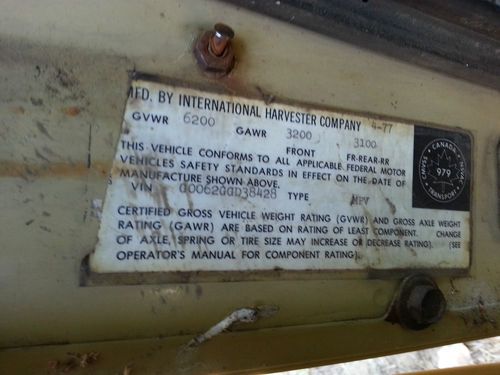 MFD. BY INTERNATIONAL HARVESTER COMPANY 4-77
GVWR 6200 GAWR 3200 3100
FRONT FR-REAR-RR
THIS VEHICLE CONFORMS TO ALL APPLICABLE FEDERAL MOTOR
VEHICLES SAFETY STANDARDS IN EFFECT ON THE DATE OF
MANUFACTURE SHOWN ABOVE.
VIN TYPE MPV
CERTIFIED GROSS VEHICLE WEIGHT RATING (GVWR) AND GROSS AXLE WEIGHT
RATING (GAWR) ARE BASED ON RATING OF LEAST COMPONENT. CHANGE
OF AXLE, SPRING OR TIRE SIZE MAY INCREASE OR DECREASE RATING). (SEE
OPERATOR'S MANUAL FOR COMPONENT RATING).
CANADA
979
TRANSPORT